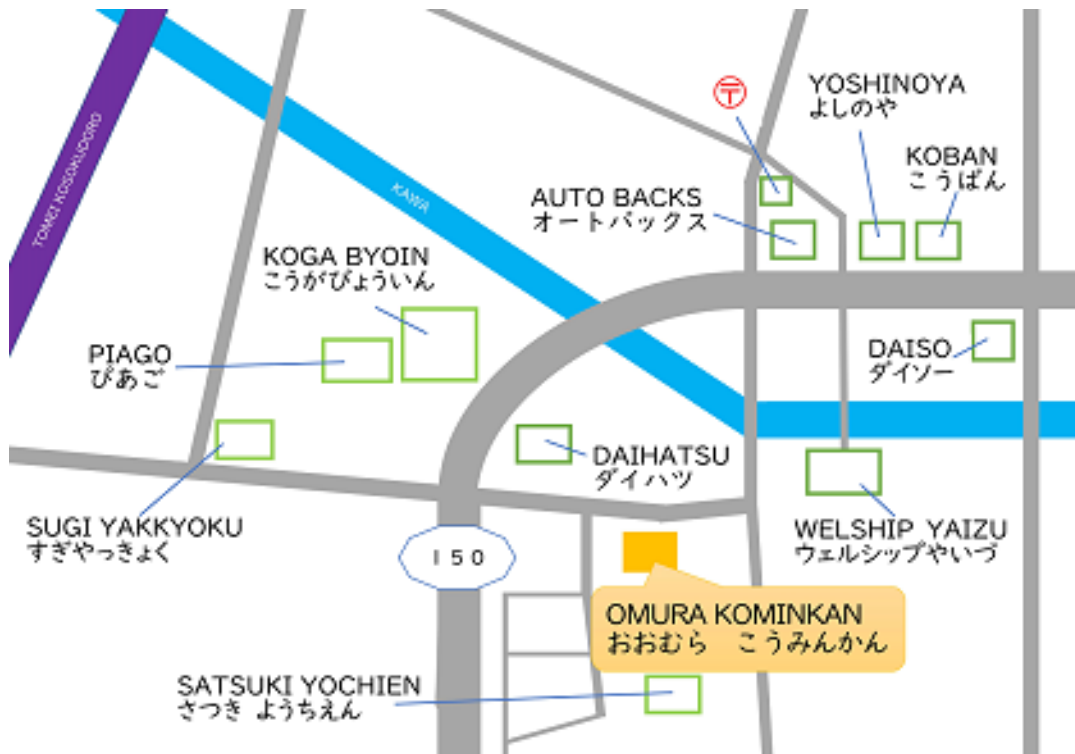 〒
YOSHINOYA
よしのや
KOBAN
こうばん
AUTO BACKS
オートバックス
TOMEI KOSOKUDORO
KAWA
KOGA BYOIN
こうがびょういん
PIAGO
ぴあご
DAISO
ダイソー
DAIHATSU
ダイハツ
SUGI YAKKYOKU
すぎやっきょく
150
WELSHIP YAIZU
ウェルシップやいづ
OMURA KOMINKAN
おおむら　こうみんかん
SATSUKI YOCHIEN
さつき ようちえん